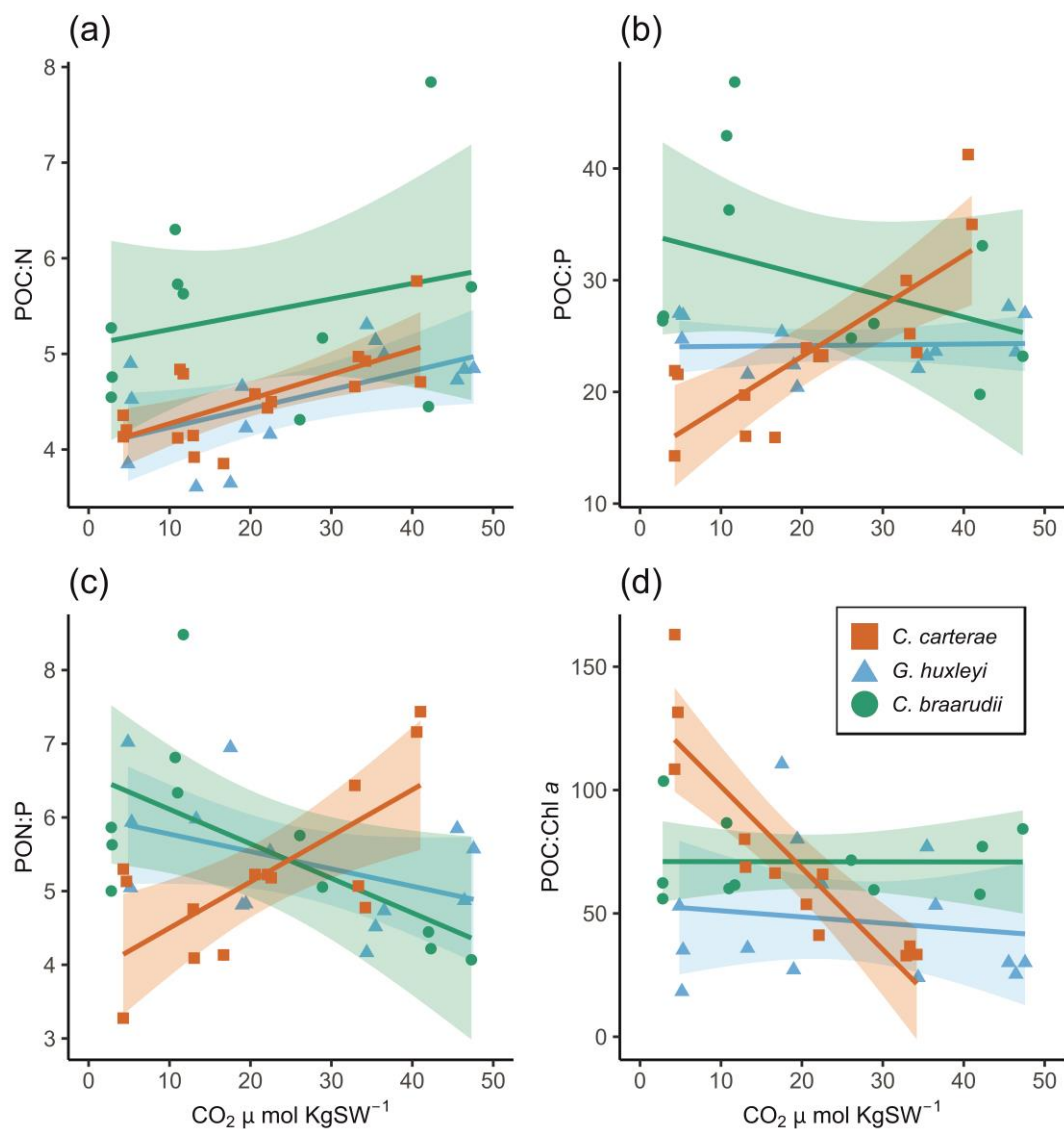 (a)
8
7
6
5
4
POC:N
0 10 20 30 40 50
(b)
40
30
20
10
POC:P
0 10 20 30 40 50
(c)
8
7
6
5
4
3
PON:P
0 10 20 30 40 50
CO₂ μ mol KgSW⁻¹
(d)
150
100
50
0
POC:Chl a
C. carterae
G. huxleyi
C. braarudii
0 10 20 30 40 50
CO₂ μ mol KgSW⁻¹